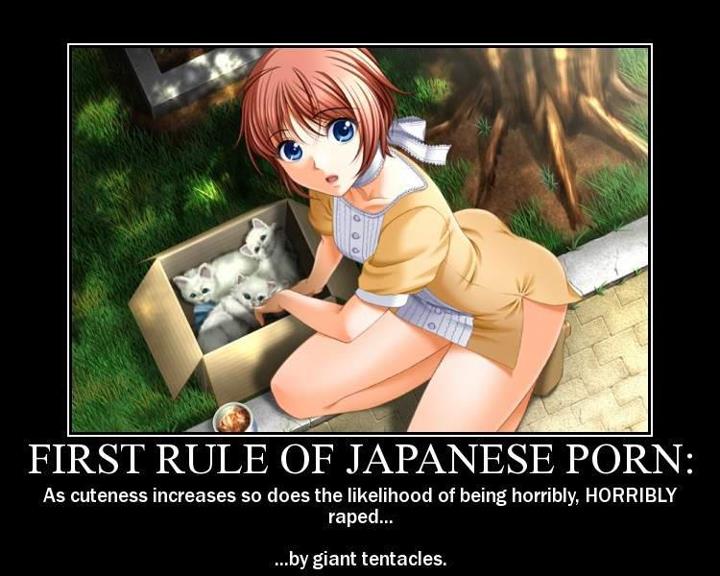 FIRST RULE OF JAPANESE PORN:
As cuteness increases so does the likelihood of being horribly, HORRIBLY
raped...
...by giant tentacles.